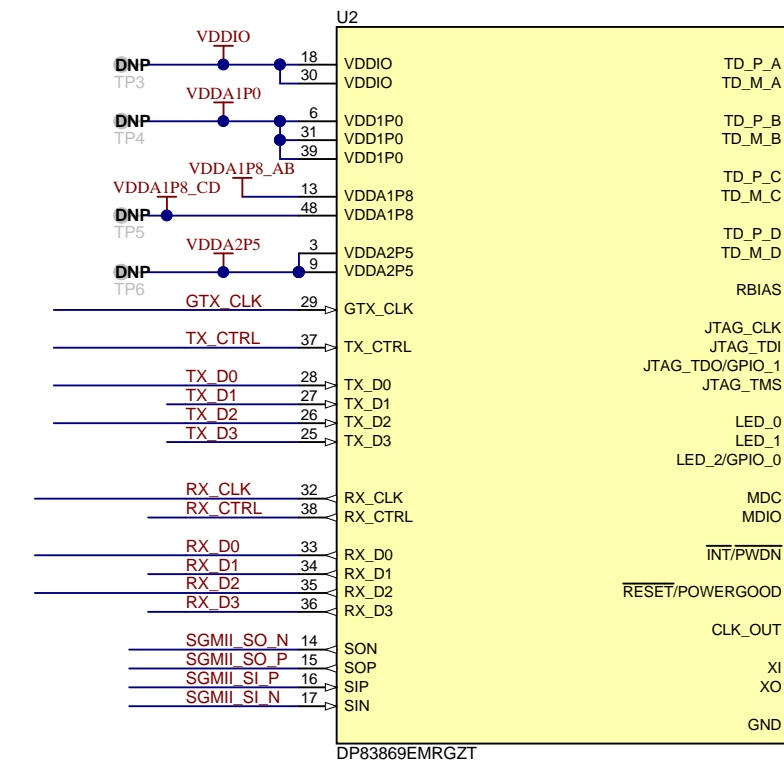 U2
VDDIO
DNP 18 VDDIO TD_P_A
TP3 30 VDDIO TD_M_A
VDDA1P0
DNP 6 VDD1P0 TD_P_B
TP4 31 VDD1P0 TD_M_B
39 VDD1P0
VDDA1P8_AB
TD_P_C
VDDA1P8_CD 13 VDDA1P8 TD_M_C
DNP 48 VDDA1P8
TP5
TD_P_D
VDDA2P5 3 VDDA2P5 TD_M_D
DNP 9 VDDA2P5
TP6 RBIAS
GTX_CLK 29 GTX_CLK
JTAG_CLK
TX_CTRL 37 TX_CTRL JTAG_TDI
JTAG_TDO/GPIO_1
TX_D0 28 TX_D0 JTAG_TMS
TX_D1 27 TX_D1
TX_D2 26 TX_D2 LED_0
TX_D3 25 TX_D3 LED_1
LED_2/GPIO_0
RX_CLK 32 RX_CLK MDC
RX_CTRL 38 RX_CTRL MDIO
RX_D0 33 RX_D0 INT/PWDN
RX_D1 34 RX_D1
RX_D2 35 RX_D2 RESET/POWERGOOD
RX_D3 36 RX_D3
CLK_OUT
SGMII_SO_N 14 SON
SGMII_SO_P 15 SOP XI
SGMII_SI_P 16 SIP XO
SGMII_SI_N 17 SIN
GND
DP83869EMRGZT